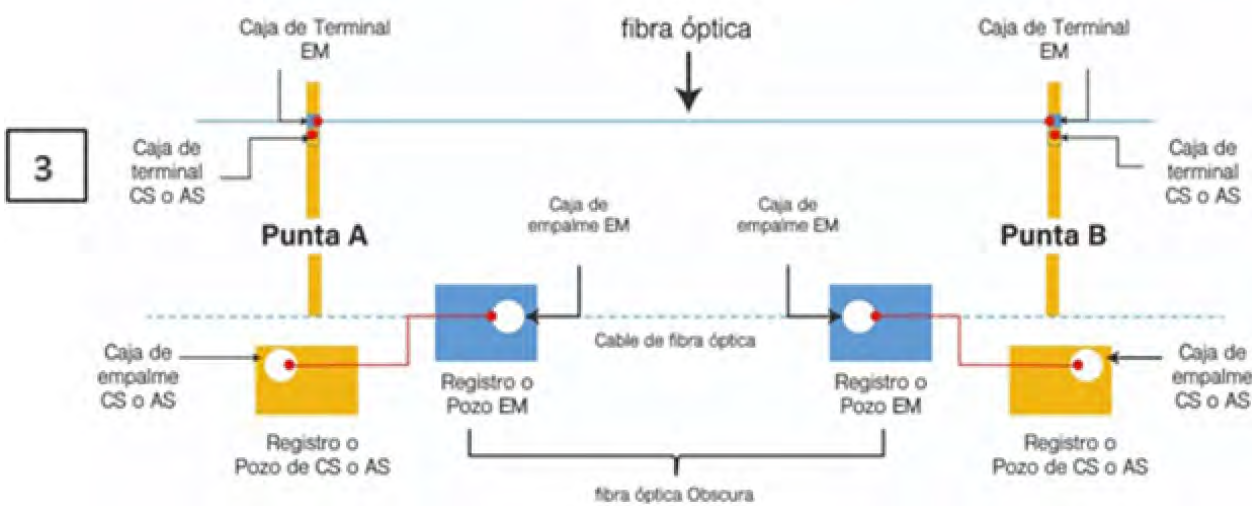 Caja de Terminal
EM
fibra óptica
Caja de Terminal
EM
3
Caja de
terminal
CS o AS
Caja de
terminal
CS o AS
Punta A
Caja de
empalme EM
Caja de
empalme EM
Punta B
Caja de
empalme
CS o AS
Cable de fibra óptica
Caja de
empalme
CS o AS
Registro o
Pozo EM
Registro o
Pozo EM
Registro o
Pozo de CS o AS
Registro o
Pozo de CS o AS
fibra óptica Obscura